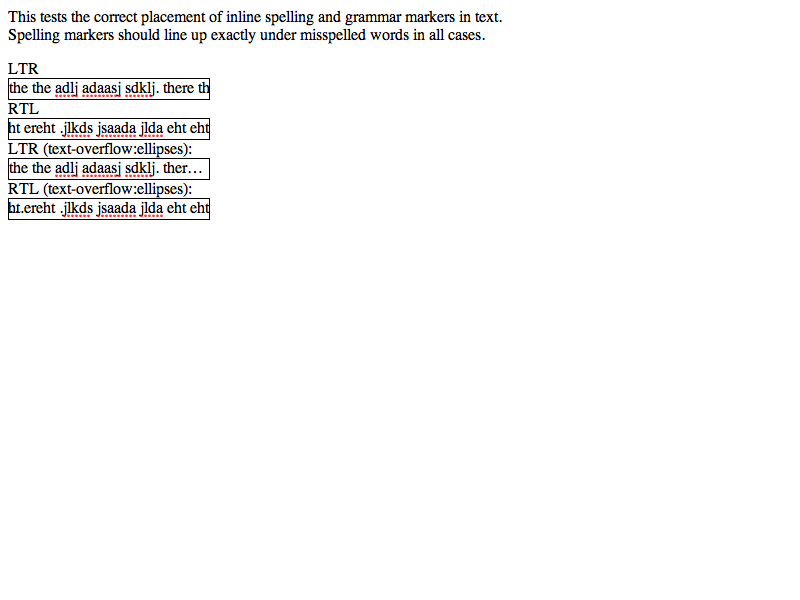 This tests the correct placement of inline spelling and grammar markers in text.
Spelling markers should line up exactly under misspelled words in all cases.
LTR
the the adlj adaasj sdklj. there th
RTL
ht ereht .jlkds jsaada jlda eht eht
LTR (text-overflow:ellipses):
the the adlj adaasj sdklj. ther…
RTL (text-overflow:ellipses):
ht.ereht .jlkds jsaada jlda eht eht